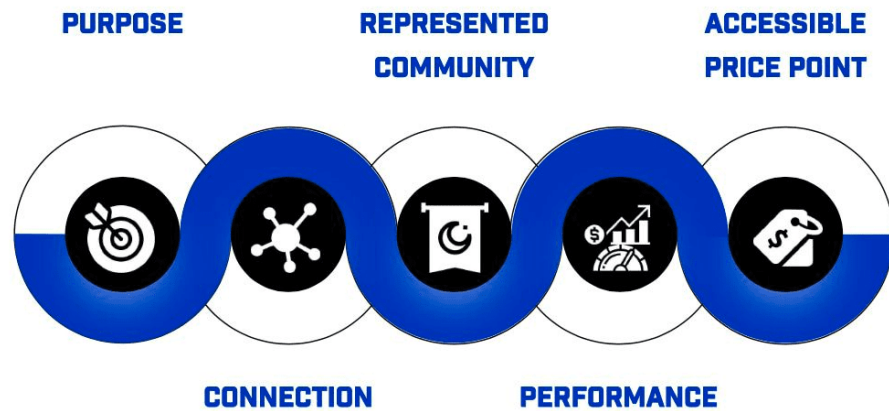 PURPOSE
REPRESENTED
COMMUNITY
ACCESSIBLE
PRICE POINT
$
$
CONNECTION
PERFORMANCE